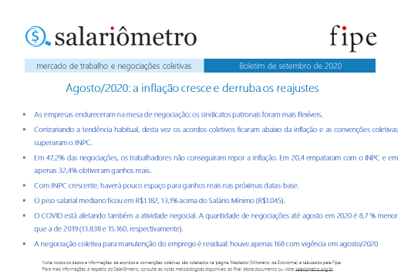 salariômetro
fipe
mercado de trabalho e negociações coletivas
Boletim de setembro de 2020
Agosto/2020: a inflação cresce e derruba os reajustes
▪ As empresas endureceram na mesa de negociação; os sindicatos patronais foram mais flexíveis.
▪ Contrariando a tendência habitual, desta vez os acordos coletivos ficaram abaixo da inflação e as convenções coletivas
superaram o INPC.
▪ Em 47,2% das negociações, os trabalhadores não conseguiram repor a inflação. Em 20,4 empataram com o INPC e em
apenas 32,4% obtiveram ganhos reais.
▪ Com INPC crescente, haverá pouco espaço para ganhos reais nas próximas datas-base.
▪ O piso salarial mediano ficou em R$1.182, 13,1% acima do Salário Mínimo (R$1.045).
▪ O COVID está afetando também a atividade negocial. A quantidade de negociações até agosto em 2020 é 8,7 % menor
que a de 2019 (13.838 e 15.160, respectivamente).
▪ A negociação coletiva para manutenção do emprego é residual: houve apenas 168 com vigência em agosto/2020
Nota: todos os dados de acordos e convenções coletivas são coletados na página Mediador (Ministério da Economia) e tabulados pela Fipe.
Para mais informações a respeito do Salariômetro, consulte as notas metodológicas disponíveis ao final deste documento ou visite salariometro.org.br